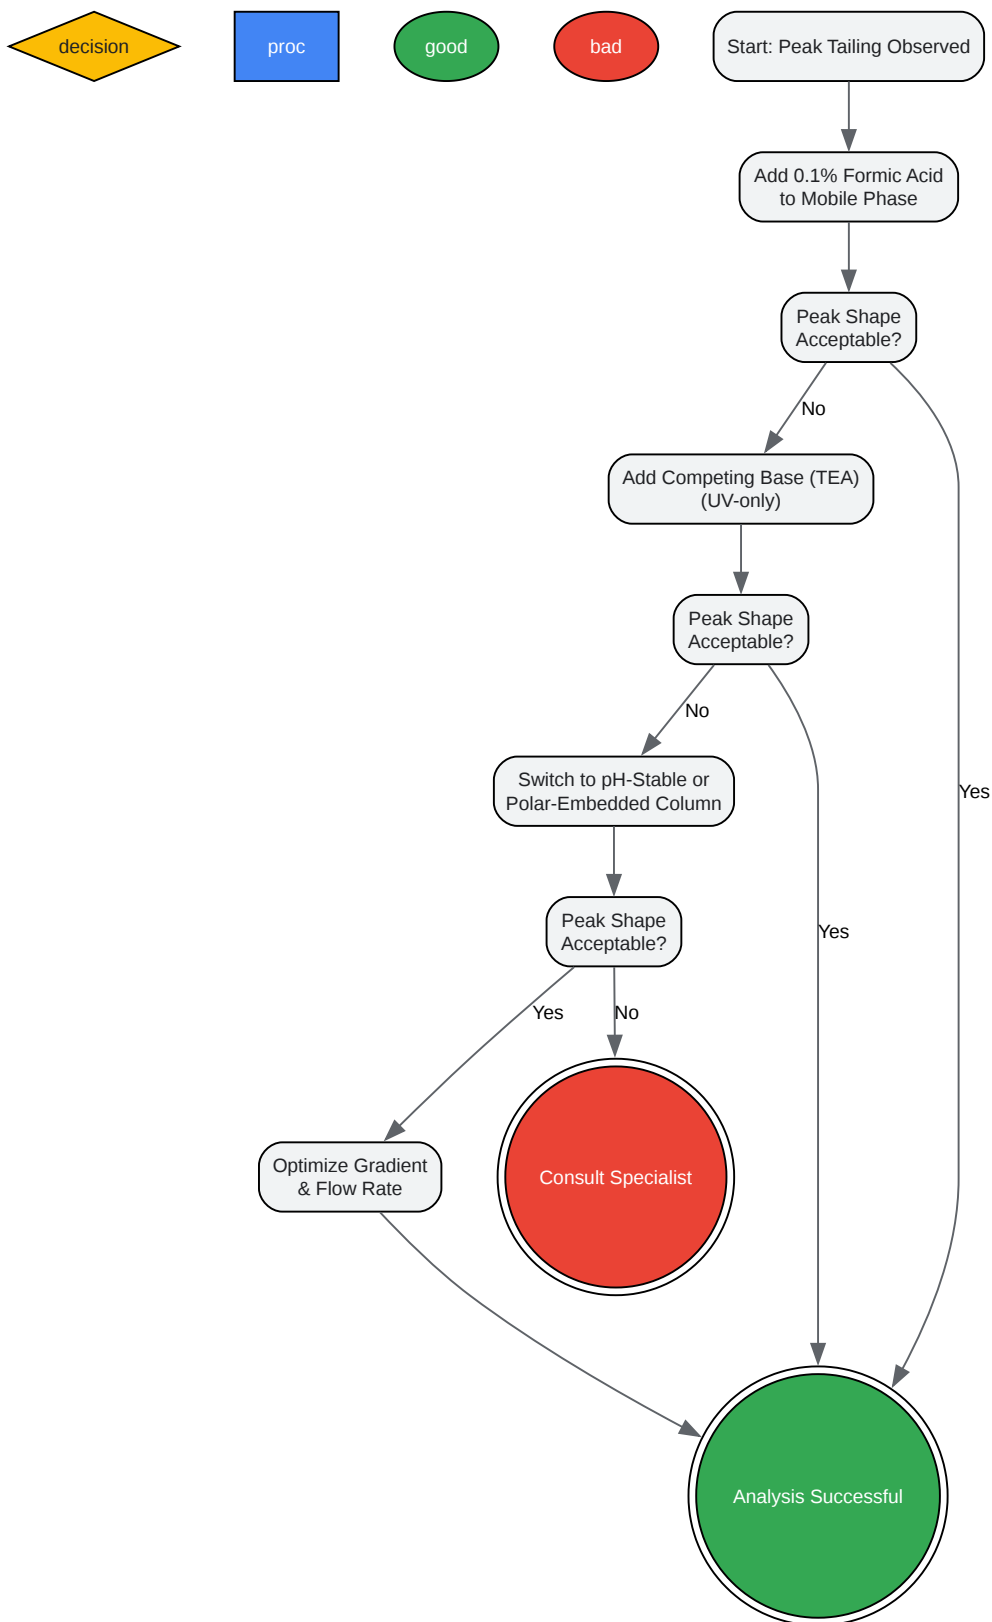 decision
proc
good
bad
Start: Peak Tailing Observed
Add 0.1% Formic Acid
to Mobile Phase
Peak Shape
Acceptable?
No
Add Competing Base (TEA)
(UV-only)
Peak Shape
Acceptable?
No
Switch to pH-Stable or
Polar-Embedded Column
Yes
Peak Shape
Acceptable?
Yes
Yes
No
Optimize Gradient
& Flow Rate
Consult Specialist
Analysis Successful